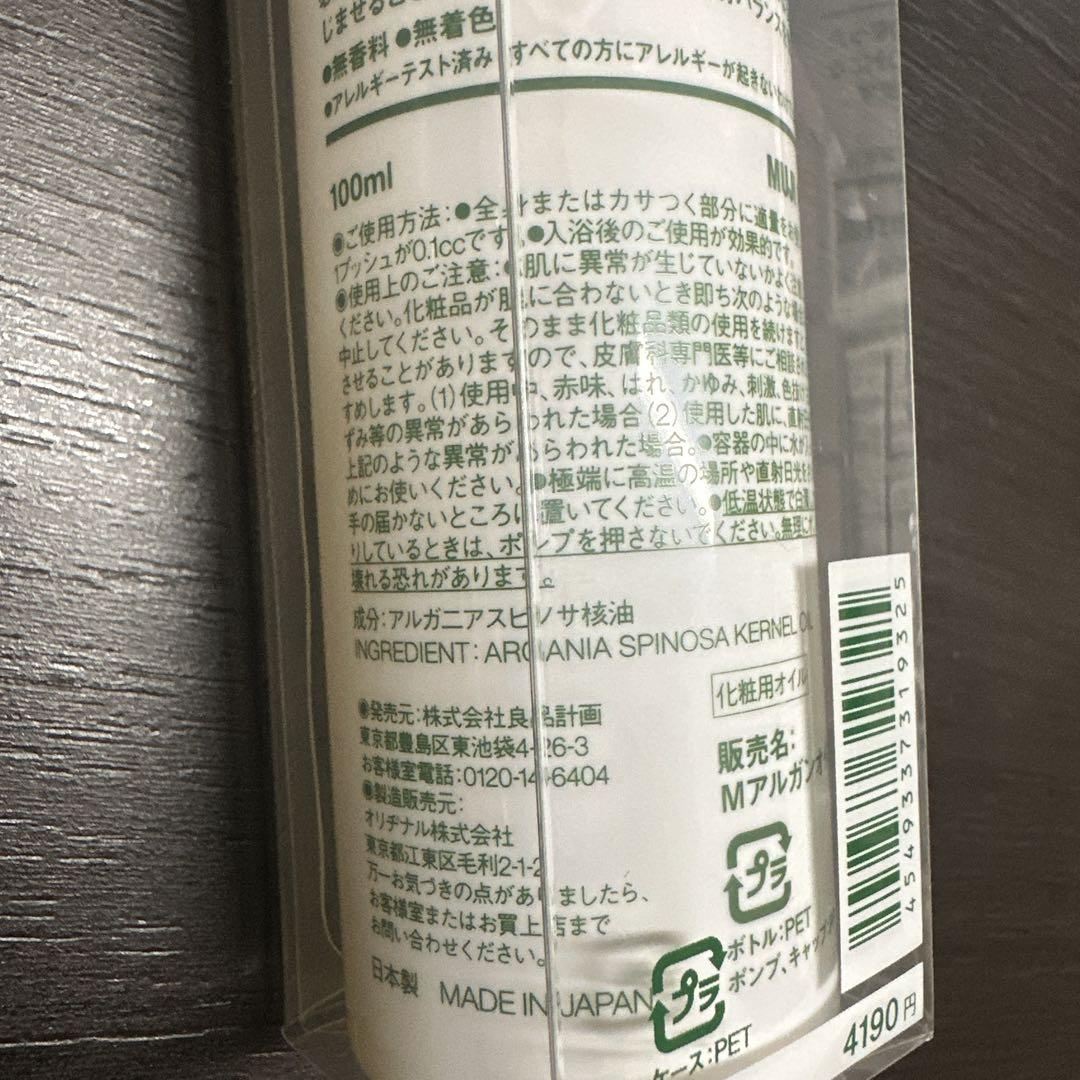 じませると
●無香料 ●無着色
●アレルギーテスト済み すべての方にアレルギーが起きない
100ml
MUJI
●ご使用方法:●全身またはカサつく部分に適量を
1プッシュが0.1ccです。●入浴後のご使用が効果的です。
●使用上のご注意:●お肌に異常が生じていないかよく
ください。化粧品が肌に合わないとき即ち次のような
中止してください。そのまま化粧品類の使用を続けます
させることがありますので、皮膚科専門医等にご相談
すめします。(1)使用中、赤味、はれ、かゆみ、刺激、色
ずみ等の異常があらわれた場合(2)使用した肌に、直射
上記のような異常があらわれた場合。●容器の中に水が
めにお使いください。●極端に高温の場所や直射日光を
手の届かないところに置いてください。●低温状態で白
りしているときは、ポンプを押さないでください。無理に
壊れる恐れがあります。
成分:アルガニアスピノサ核油
INGREDIENT:ARGANIA SPINOSA KERNEL OIL
化粧用オイル
●発売元:株式会社良品計画
東京都豊島区東池袋4-26-3
お客様室電話:0120-14-6404
●製造販売元:
オリヂナル株式会社
東京都江東区毛利2-1-2
万一お気づきの点がありましたら、
お客様室またはお買上店まで
お問い合わせください。
日本製 MADE IN JAPAN
販売名:
Mアルガンオ
プラ
ボトル:PET
ポンプ、キャップ
プラ
ケース:PET
4549337319325
4190円